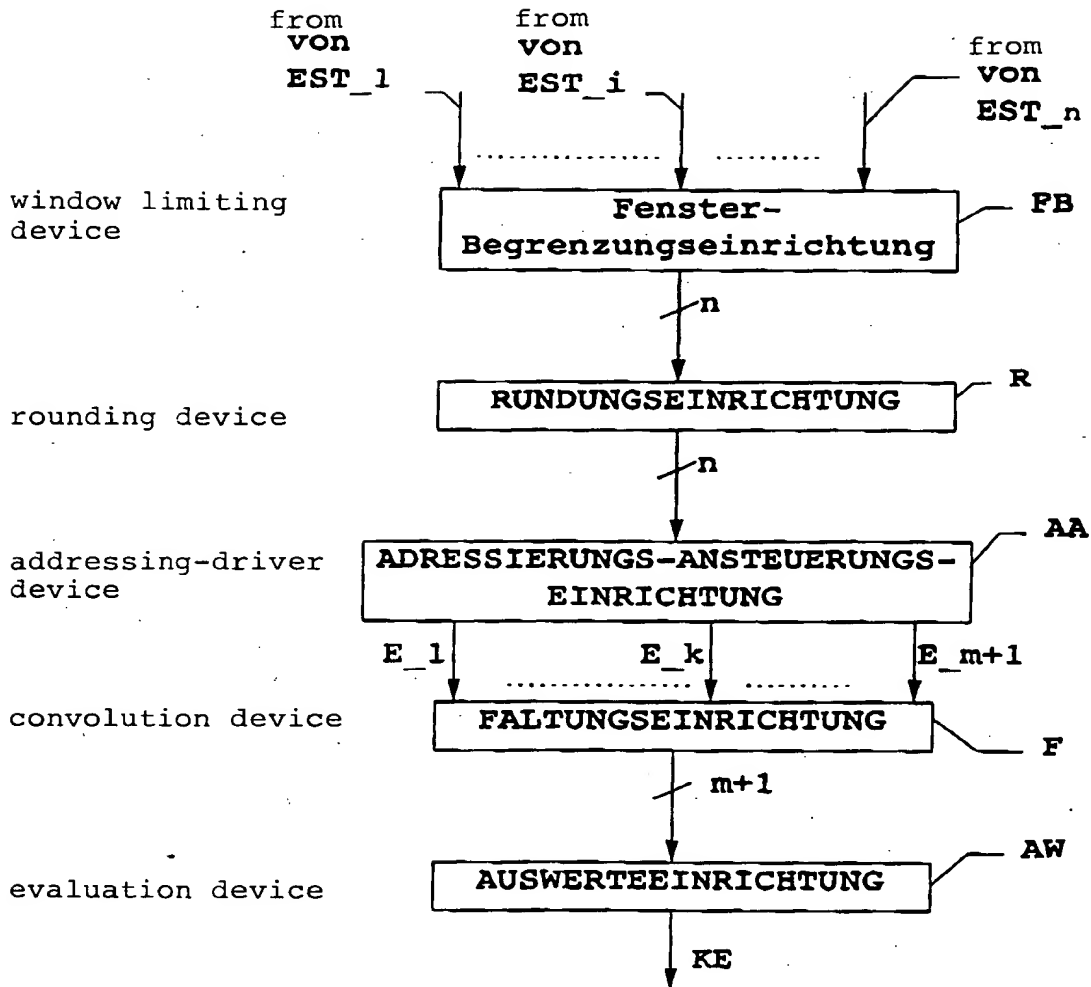 from
von
EST_1
from
von
EST_i
from
von
EST_n
window limiting
device
Fenster-
Begrenzungseinrichtung
FB
n
rounding device
RUNDUNGSEINRICHTUNG
R
n
addressing-driver
device
ADRESSIERUNGS-ANSTEUERUNGS-
EINRICHTUNG
AA
E_1
E_k
E_m+1
convolution device
FALTUNGSEINRICHTUNG
F
m+1
evaluation device
AUSWERTEEINRICHTUNG
AW
KE